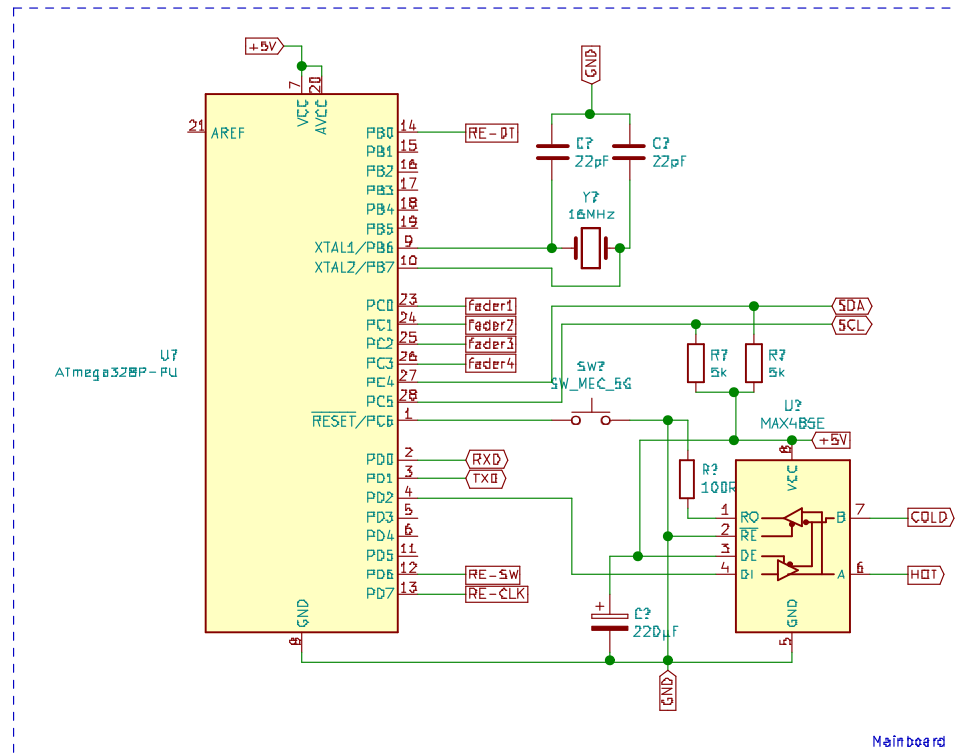 +5V
GND
7
20
VCC
AVCC
21
AREF
PB0
14
RE-DT
PB1
15
PB2
16
PB3
17
PB4
18
PB5
19
XTAL1/PB6
9
XTAL2/PB7
10
C?
22pF
C?
22pF
Y?
16MHz
PC0
23
fader1
PC1
24
fader2
PC2
25
fader3
PC3
26
fader4
PC4
27
PC5
28
RESET/PC6
1
SDA
SCL
U?
ATmega328P-PU
SW?
SW_MEC_5G
R?
5k
R?
5k
U?
MAX485E
+5V
PD0
2
RXD
PD1
3
TXD
PD2
4
PD3
5
PD4
6
PD5
11
PD6
12
RE-SW
PD7
13
RE-CLK
R?
100R
8
VCC
1
RO
2
RE
3
DE
4
DI
B
7
COLD
A
6
HOT
GND
5
GND
8
C?
220µF
GND
Mainboard